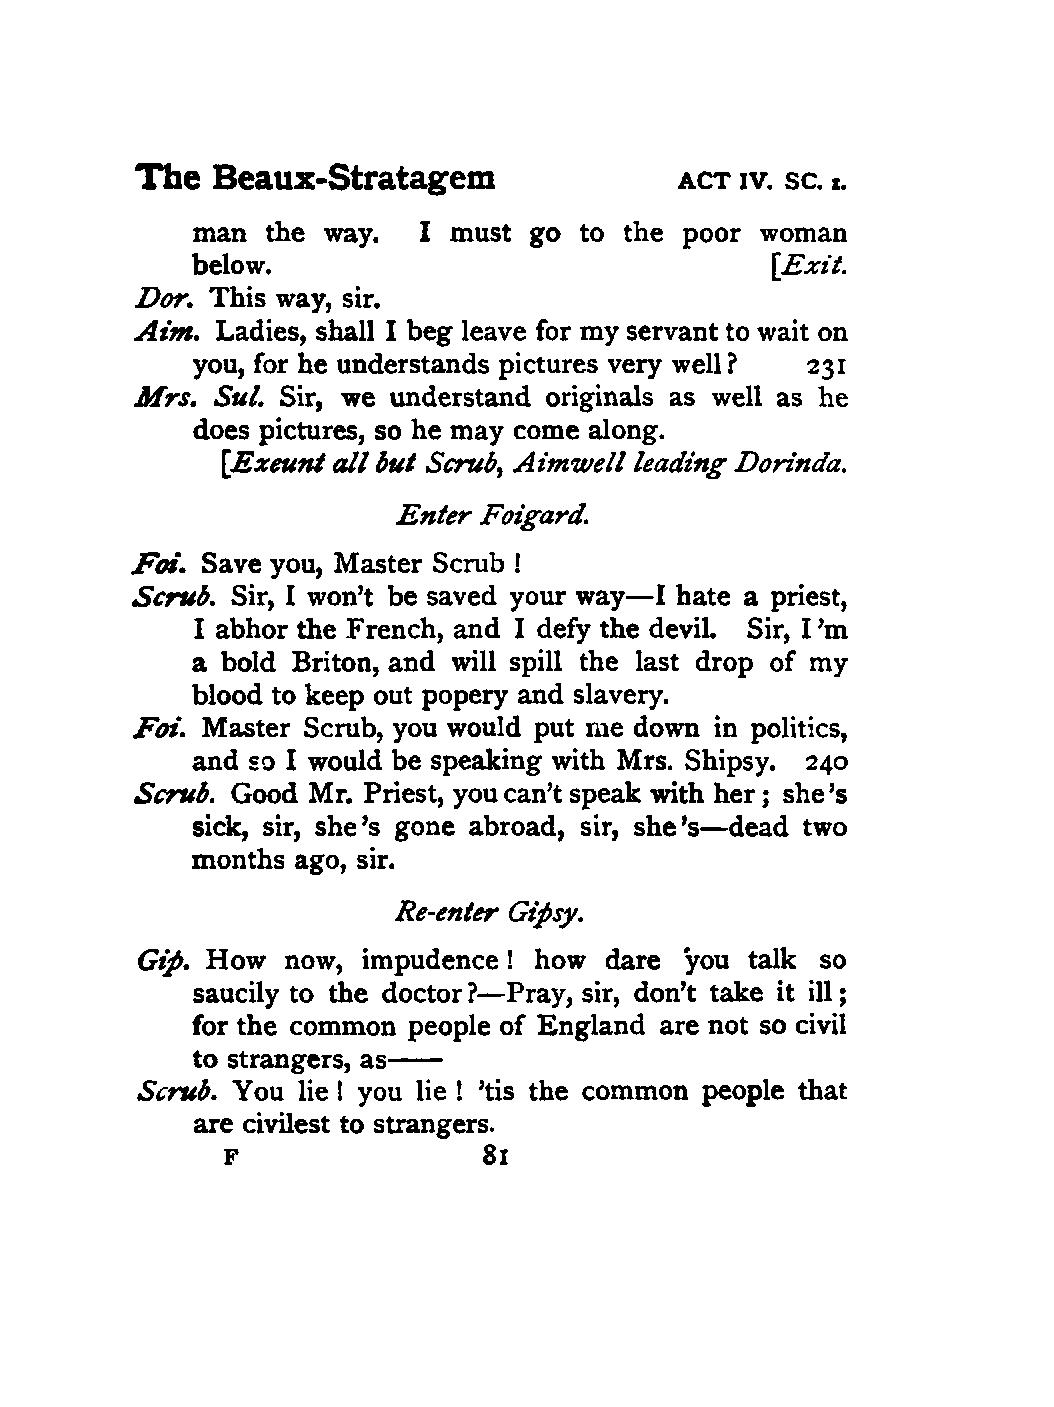 The Beaux-Stratagem ACT IV. SC. I.
man the way. I must go to the poor woman
below. [Exit.
Dor. This way, sir.
Aim. Ladies, shall I beg leave for my servant to wait on
you, for he understands pictures very well? 231
Mrs. Sul. Sir, we understand originals as well as he
does pictures, so he may come along.
[Exeunt all but Scrub, Aimwell leading Dorinda.
Enter Foigard.
Foi. Save you, Master Scrub!
Scrub. Sir, I won't be saved your way—I hate a priest,
I abhor the French, and I defy the devil. Sir, I'm
a bold Briton, and will spill the last drop of my
blood to keep out popery and slavery.
Foi. Master Scrub, you would put me down in politics,
and so I would be speaking with Mrs. Shipsy. 240
Scrub. Good Mr. Priest, you can't speak with her; she's
sick, sir, she's gone abroad, sir, she's—dead two
months ago, sir.
Re-enter Gipsy.
Gip. How now, impudence! how dare you talk so
saucily to the doctor?—Pray, sir, don't take it ill;
for the common people of England are not so civil
to strangers, as——
Scrub. You lie! you lie! 'tis the common people that
are civilest to strangers.
F 81